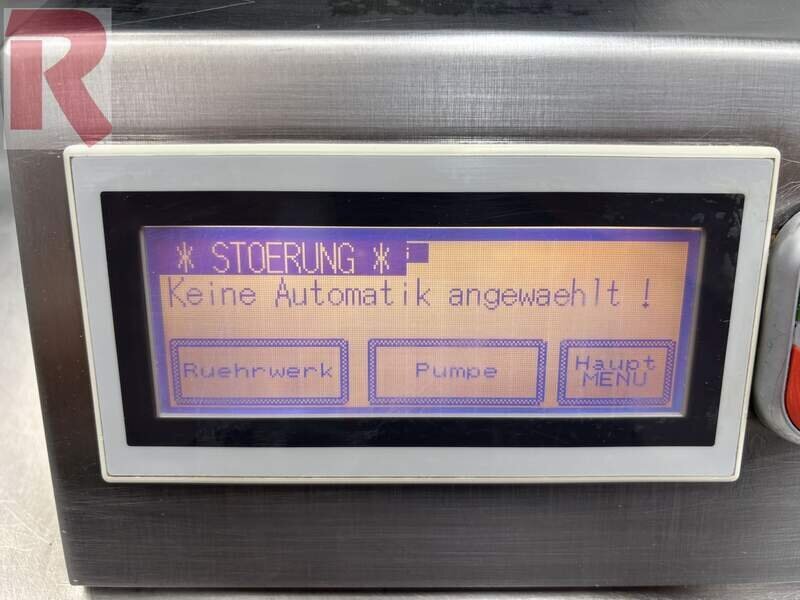 R
* STOERUNG *
Keine Automatik angewaehlt !
Ruehrwerk
Pumpe
Haupt
MENU